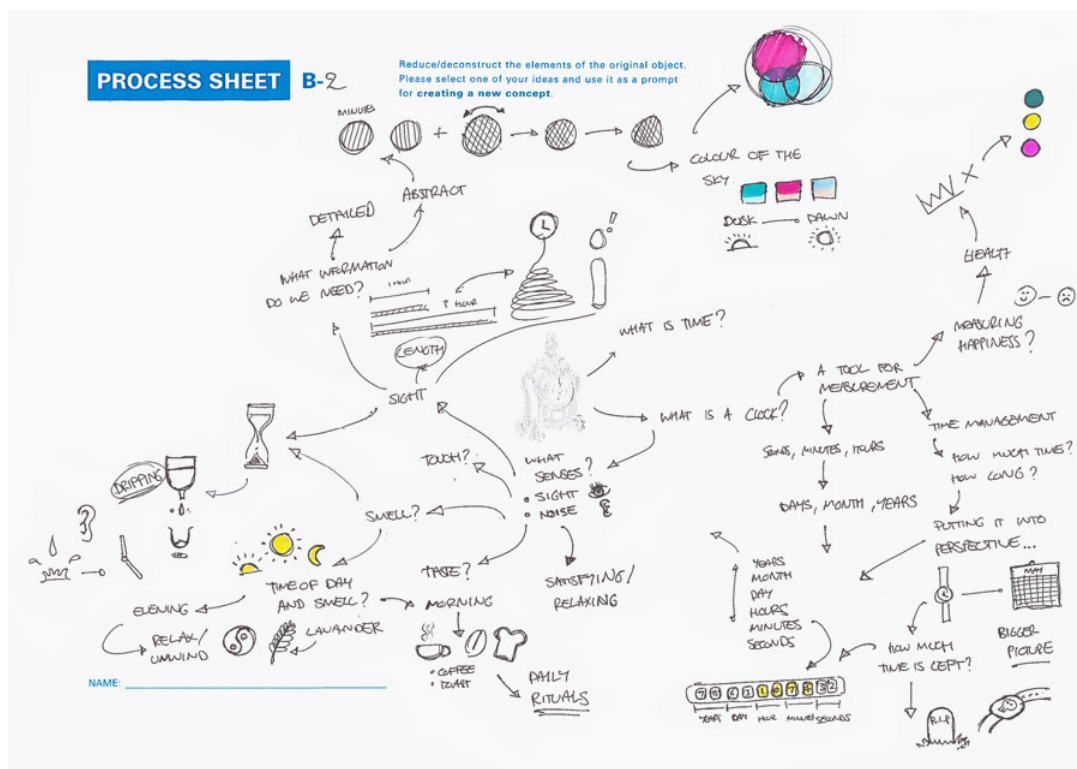 PROCESS SHEET B-2
Reduce/deconstruct the elements of the original object.
Please select one of your ideas and use it as a prompt
for creating a new concept.
MINUTES
+
COLOUR OF THE
SKY
DUSK DAWN
ABSTRACT
DETAILED
WHAT INFORMATION
DO WE NEED?
1 HOUR
? HOUR
LENGTH
SIGHT
!
WHAT IS TIME?
WHAT IS A CLOCK?
A TOOL FOR
MEASUREMENT
MEASURING
HAPPINESS?
HEALTH
X
TIME MANAGEMENT
HOW MUCH TIME?
HOW LONG?
PUTTING IT INTO
PERSPECTIVE...
MAY
BIGGER
PICTURE
HOW MUCH
TIME IS LEFT?
R.I.P
MINUTES, HOURS
DAYS, MONTH, YEARS
YEARS
MONTH
DAY
HOURS
MINUTES
SECONDS
YEARS DAY HOUR MINUTES SECONDS
WHAT
SENSES?
• SIGHT
• NOISE
TOUCH?
SMELL?
TASTE?
SATISFYING/
RELAXING
DRIPPING
TIME OF DAY
AND SMELL?
EVENING
RELAX/
UNWIND
LAVANDER
MORNING
• COFFEE
• TOAST
DAILY
RITUALS
NAME: